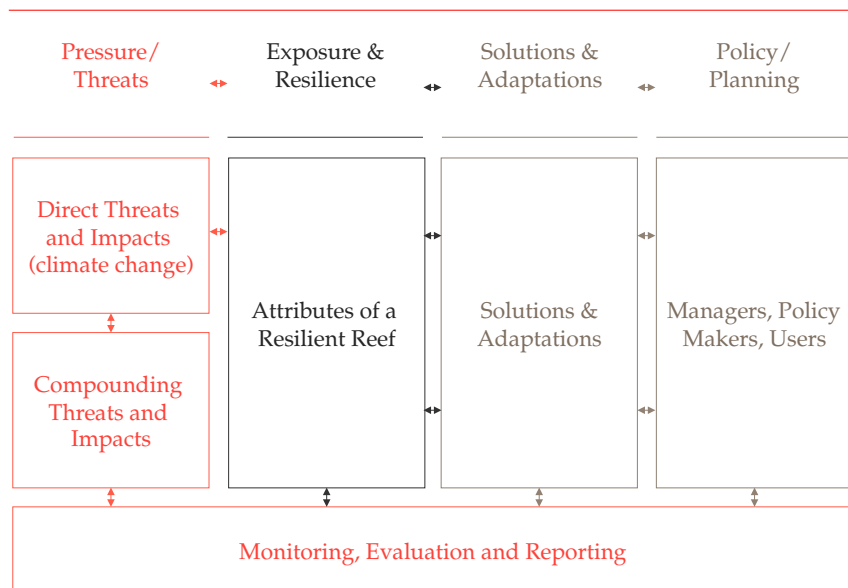 Pressure/
Threats
Exposure &
Resilience
Solutions &
Adaptations
Policy/
Planning
Direct Threats
and Impacts
(climate change)
Compounding
Threats and
Impacts
Attributes of a
Resilient Reef
Solutions &
Adaptations
Managers, Policy
Makers, Users
Monitoring, Evaluation and Reporting